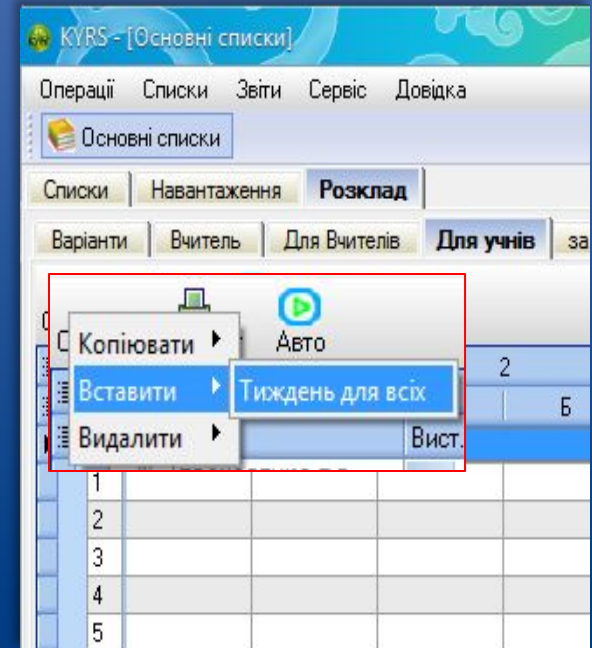 KYRS - [Основні списки]
Операції Списки Звіти Сервіс Довідка
Основні списки
Списки Навантаження Розклад
Варіанти Вчитель Для Вчителів Для учнів за
Авто
Копіювати
2
Вставити Тиждень для всіх
Б
Видалити Вист.
1
2
3
4
5